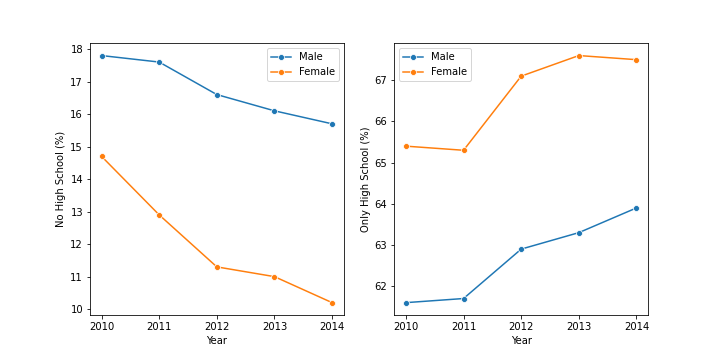 18
17
16
15
14
13
12
11
10
No High School (%)
2010 2011 2012 2013 2014
Year
Male
Female
67
66
65
64
63
62
Only High School (%)
2010 2011 2012 2013 2014
Year
Male
Female